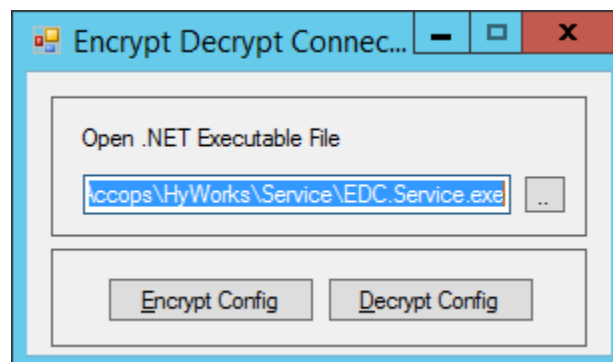 Encrypt Decrypt Connec...
Open .NET Executable File
\ccops\HyWorks\Service\EDC.Service.exe
..
Encrypt Config Decrypt Config